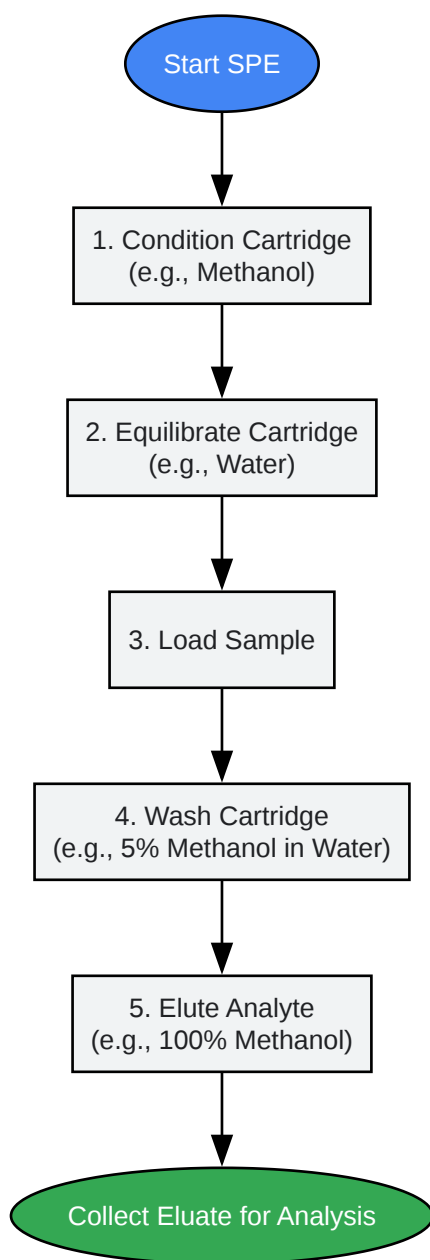 Start SPE
1. Condition Cartridge
(e.g., Methanol)
2. Equilibrate Cartridge
(e.g., Water)
3. Load Sample
4. Wash Cartridge
(e.g., 5% Methanol in Water)
5. Elute Analyte
(e.g., 100% Methanol)
Collect Eluate for Analysis